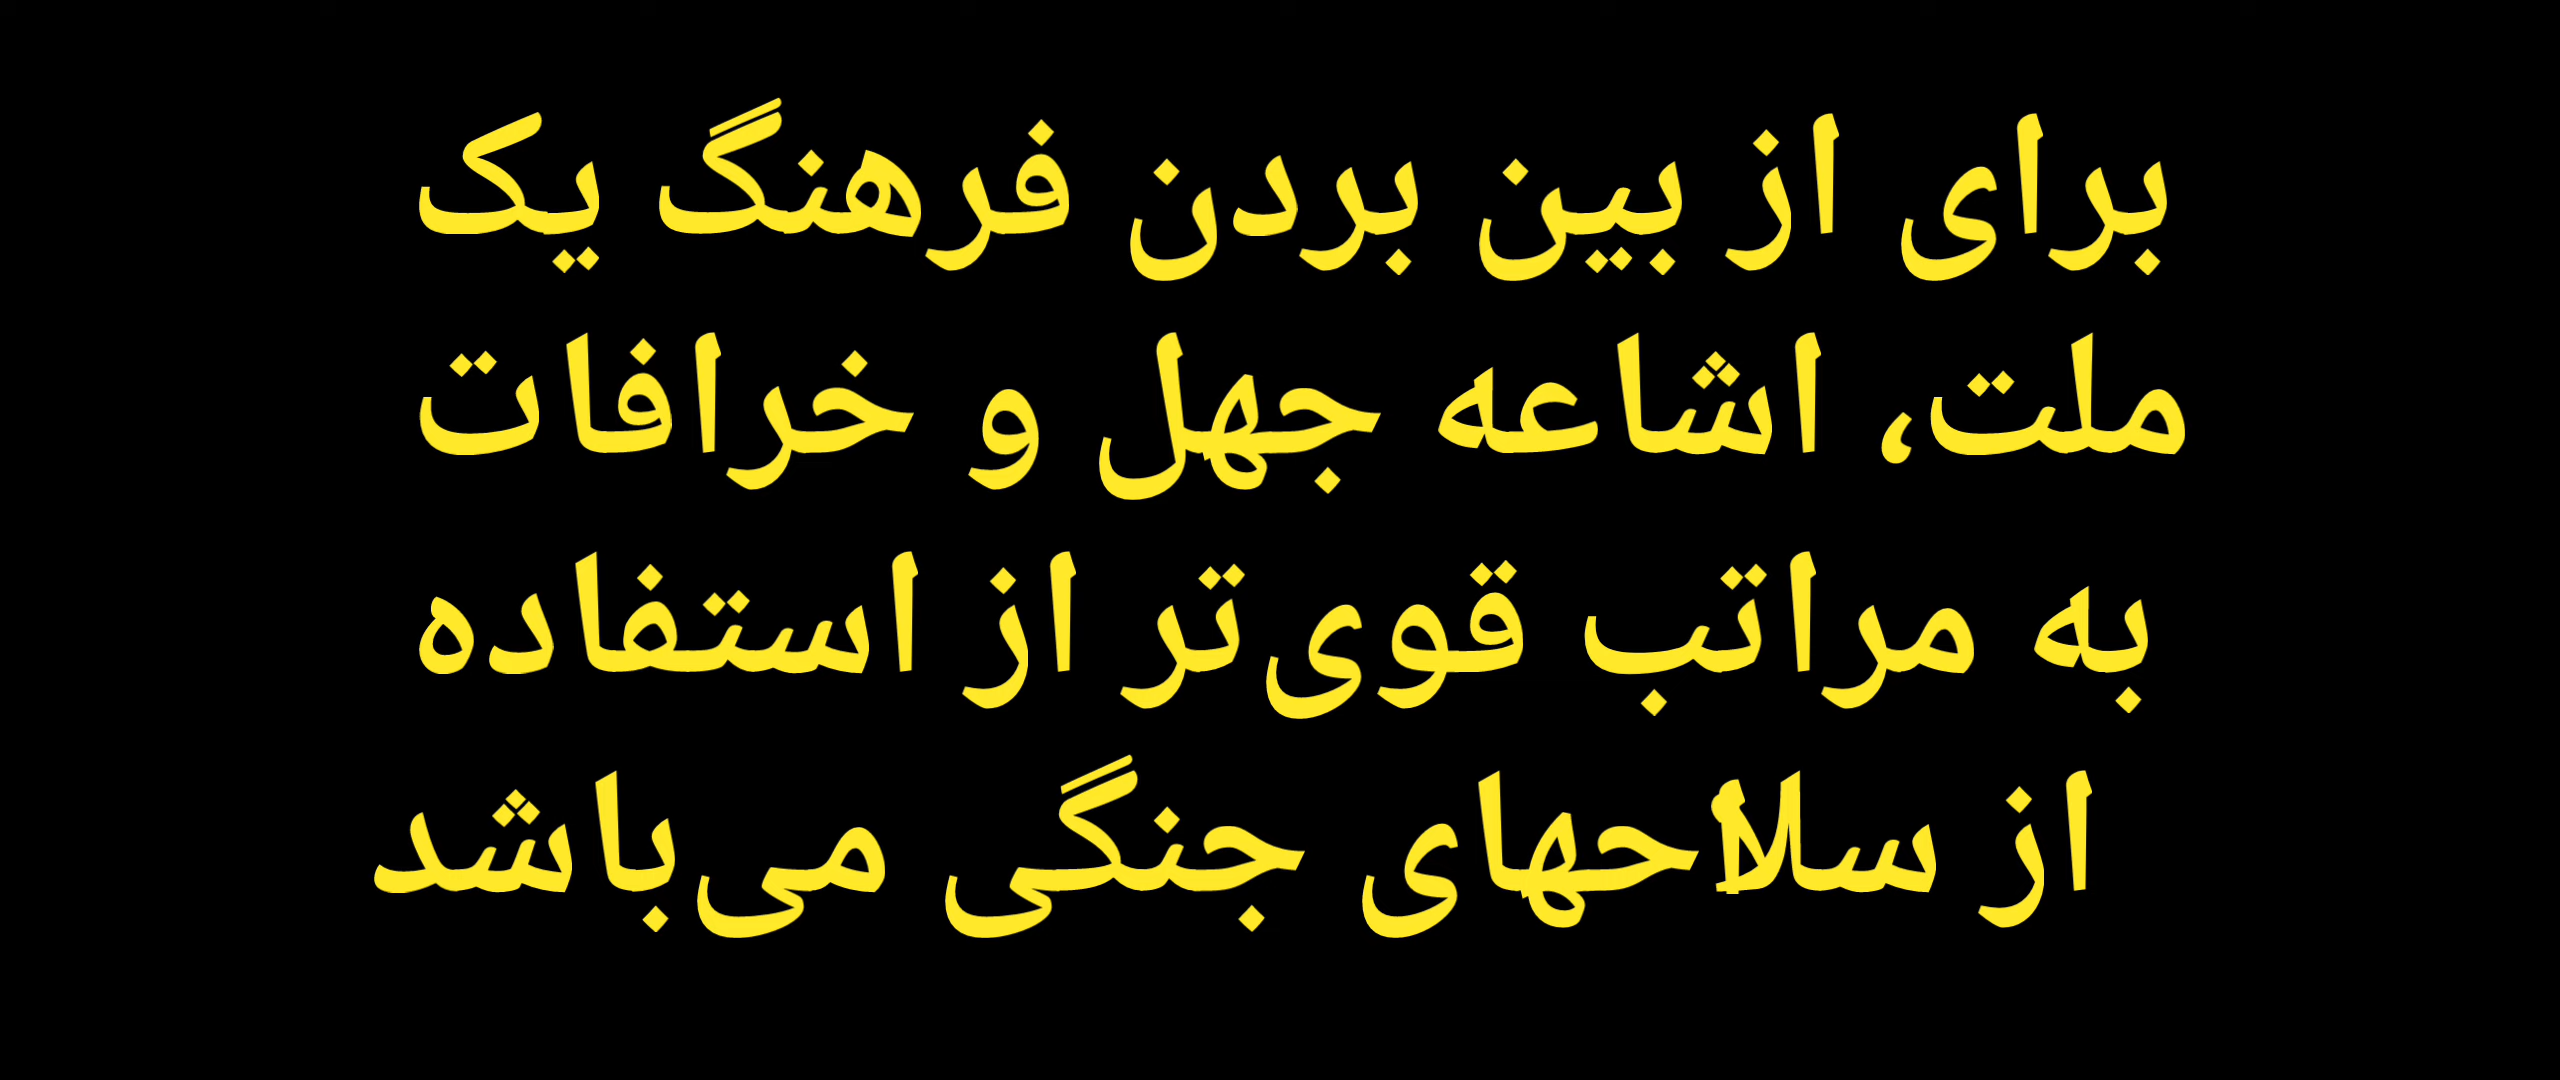 برای از بین بردن فرهنگ یک
ملت، اشاعه جهل و خرافات
به مراتب قوی‌تر از استفاده
از سلاحهای جنگی می‌باشد